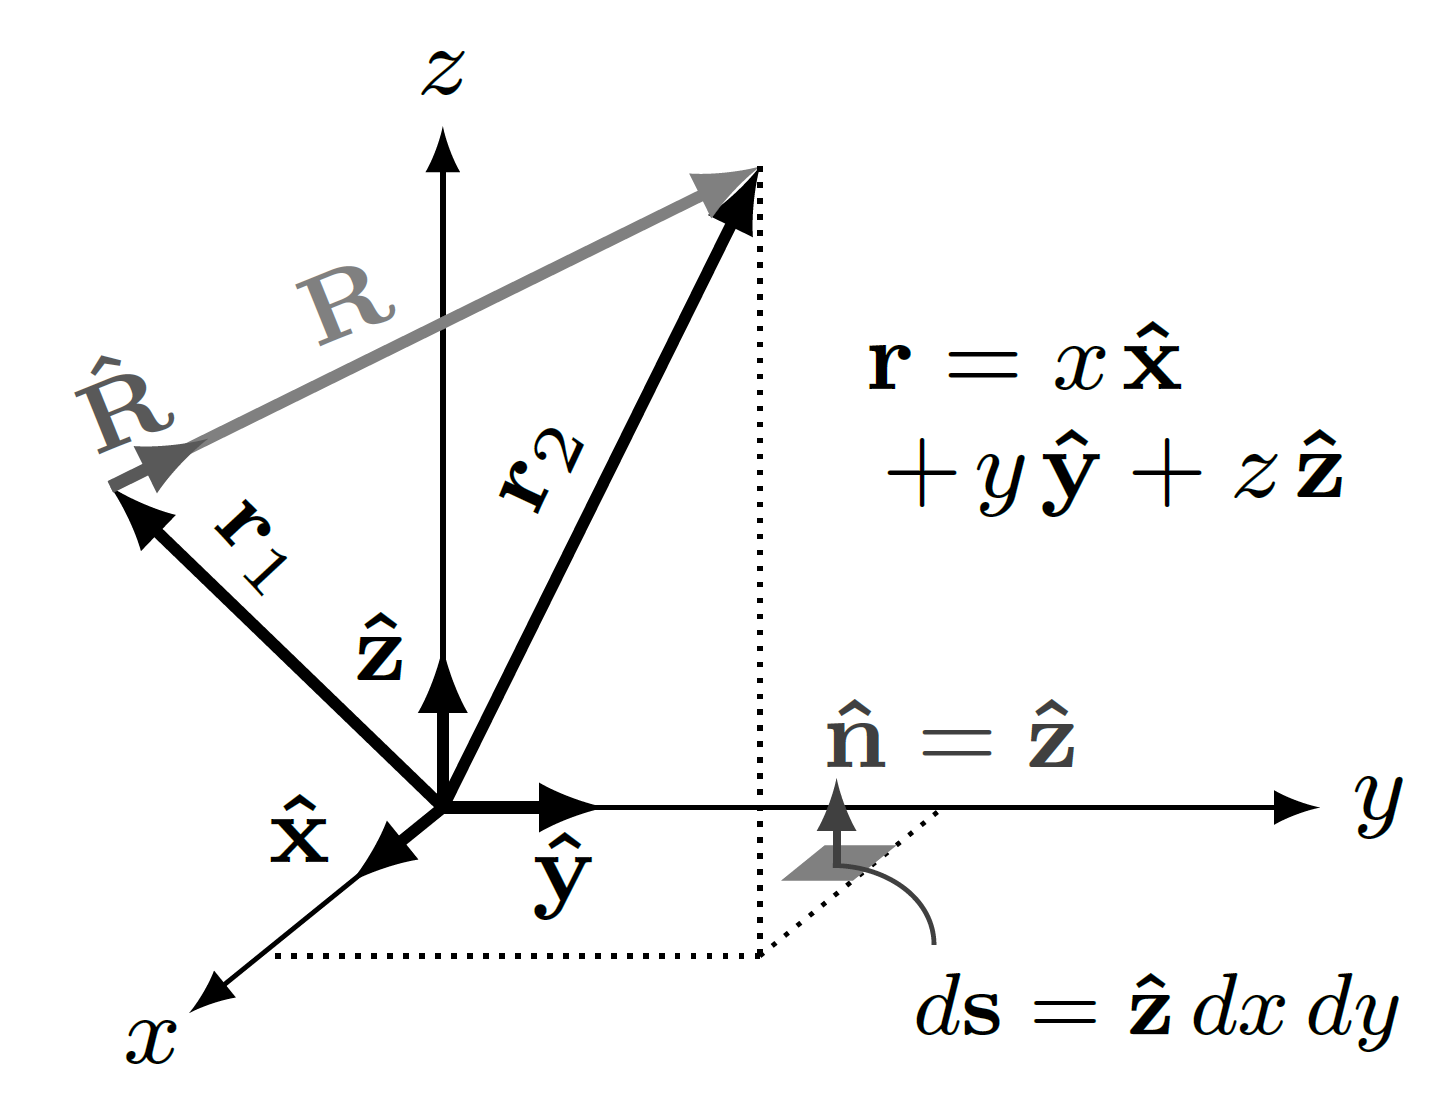 z
R
R̂
r₁
r₂
r = x x̂
+ y ŷ + z ẑ
ẑ
n̂ = ẑ
x̂
ŷ
y
ds = ẑ dx dy
x